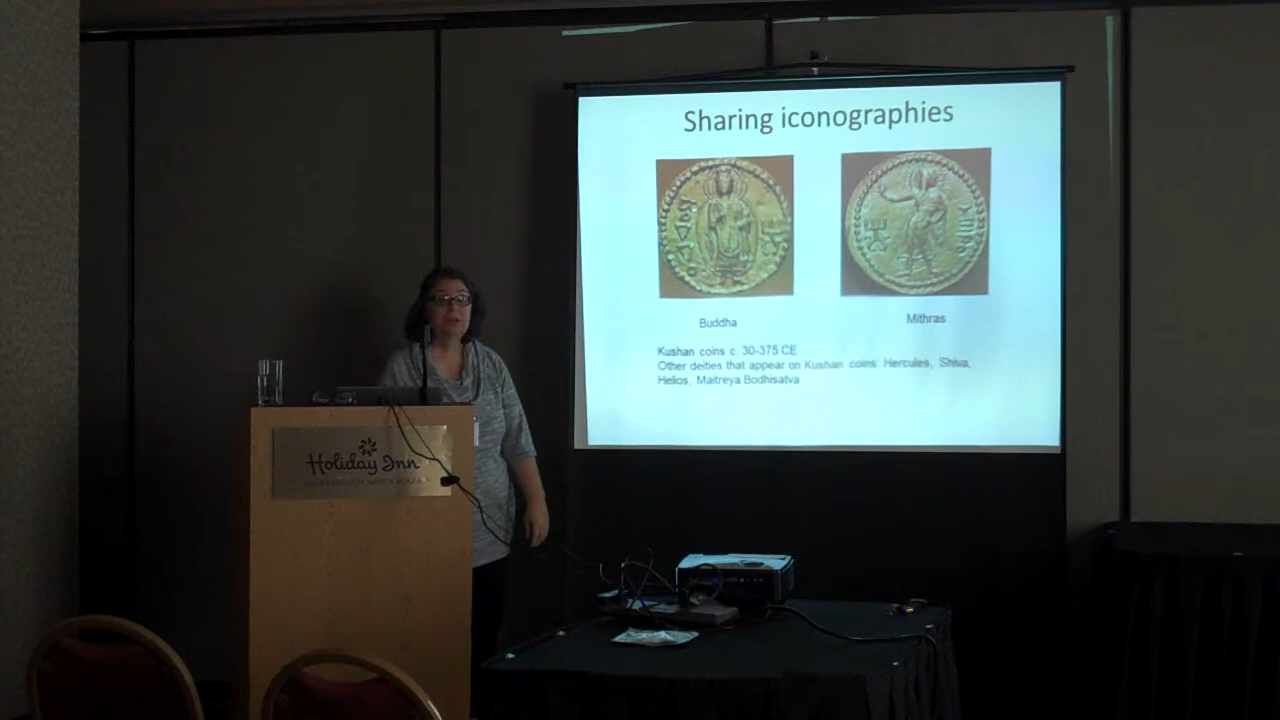 Sharing iconographies
ΒΟΔΔΟ
Buddha
Mithras
Kushan coins c. 30-375 CE
Other deities that appear on Kushan coins: Hercules, Shiva,
Helios, Maitreya Bodhisatva
Holiday Inn